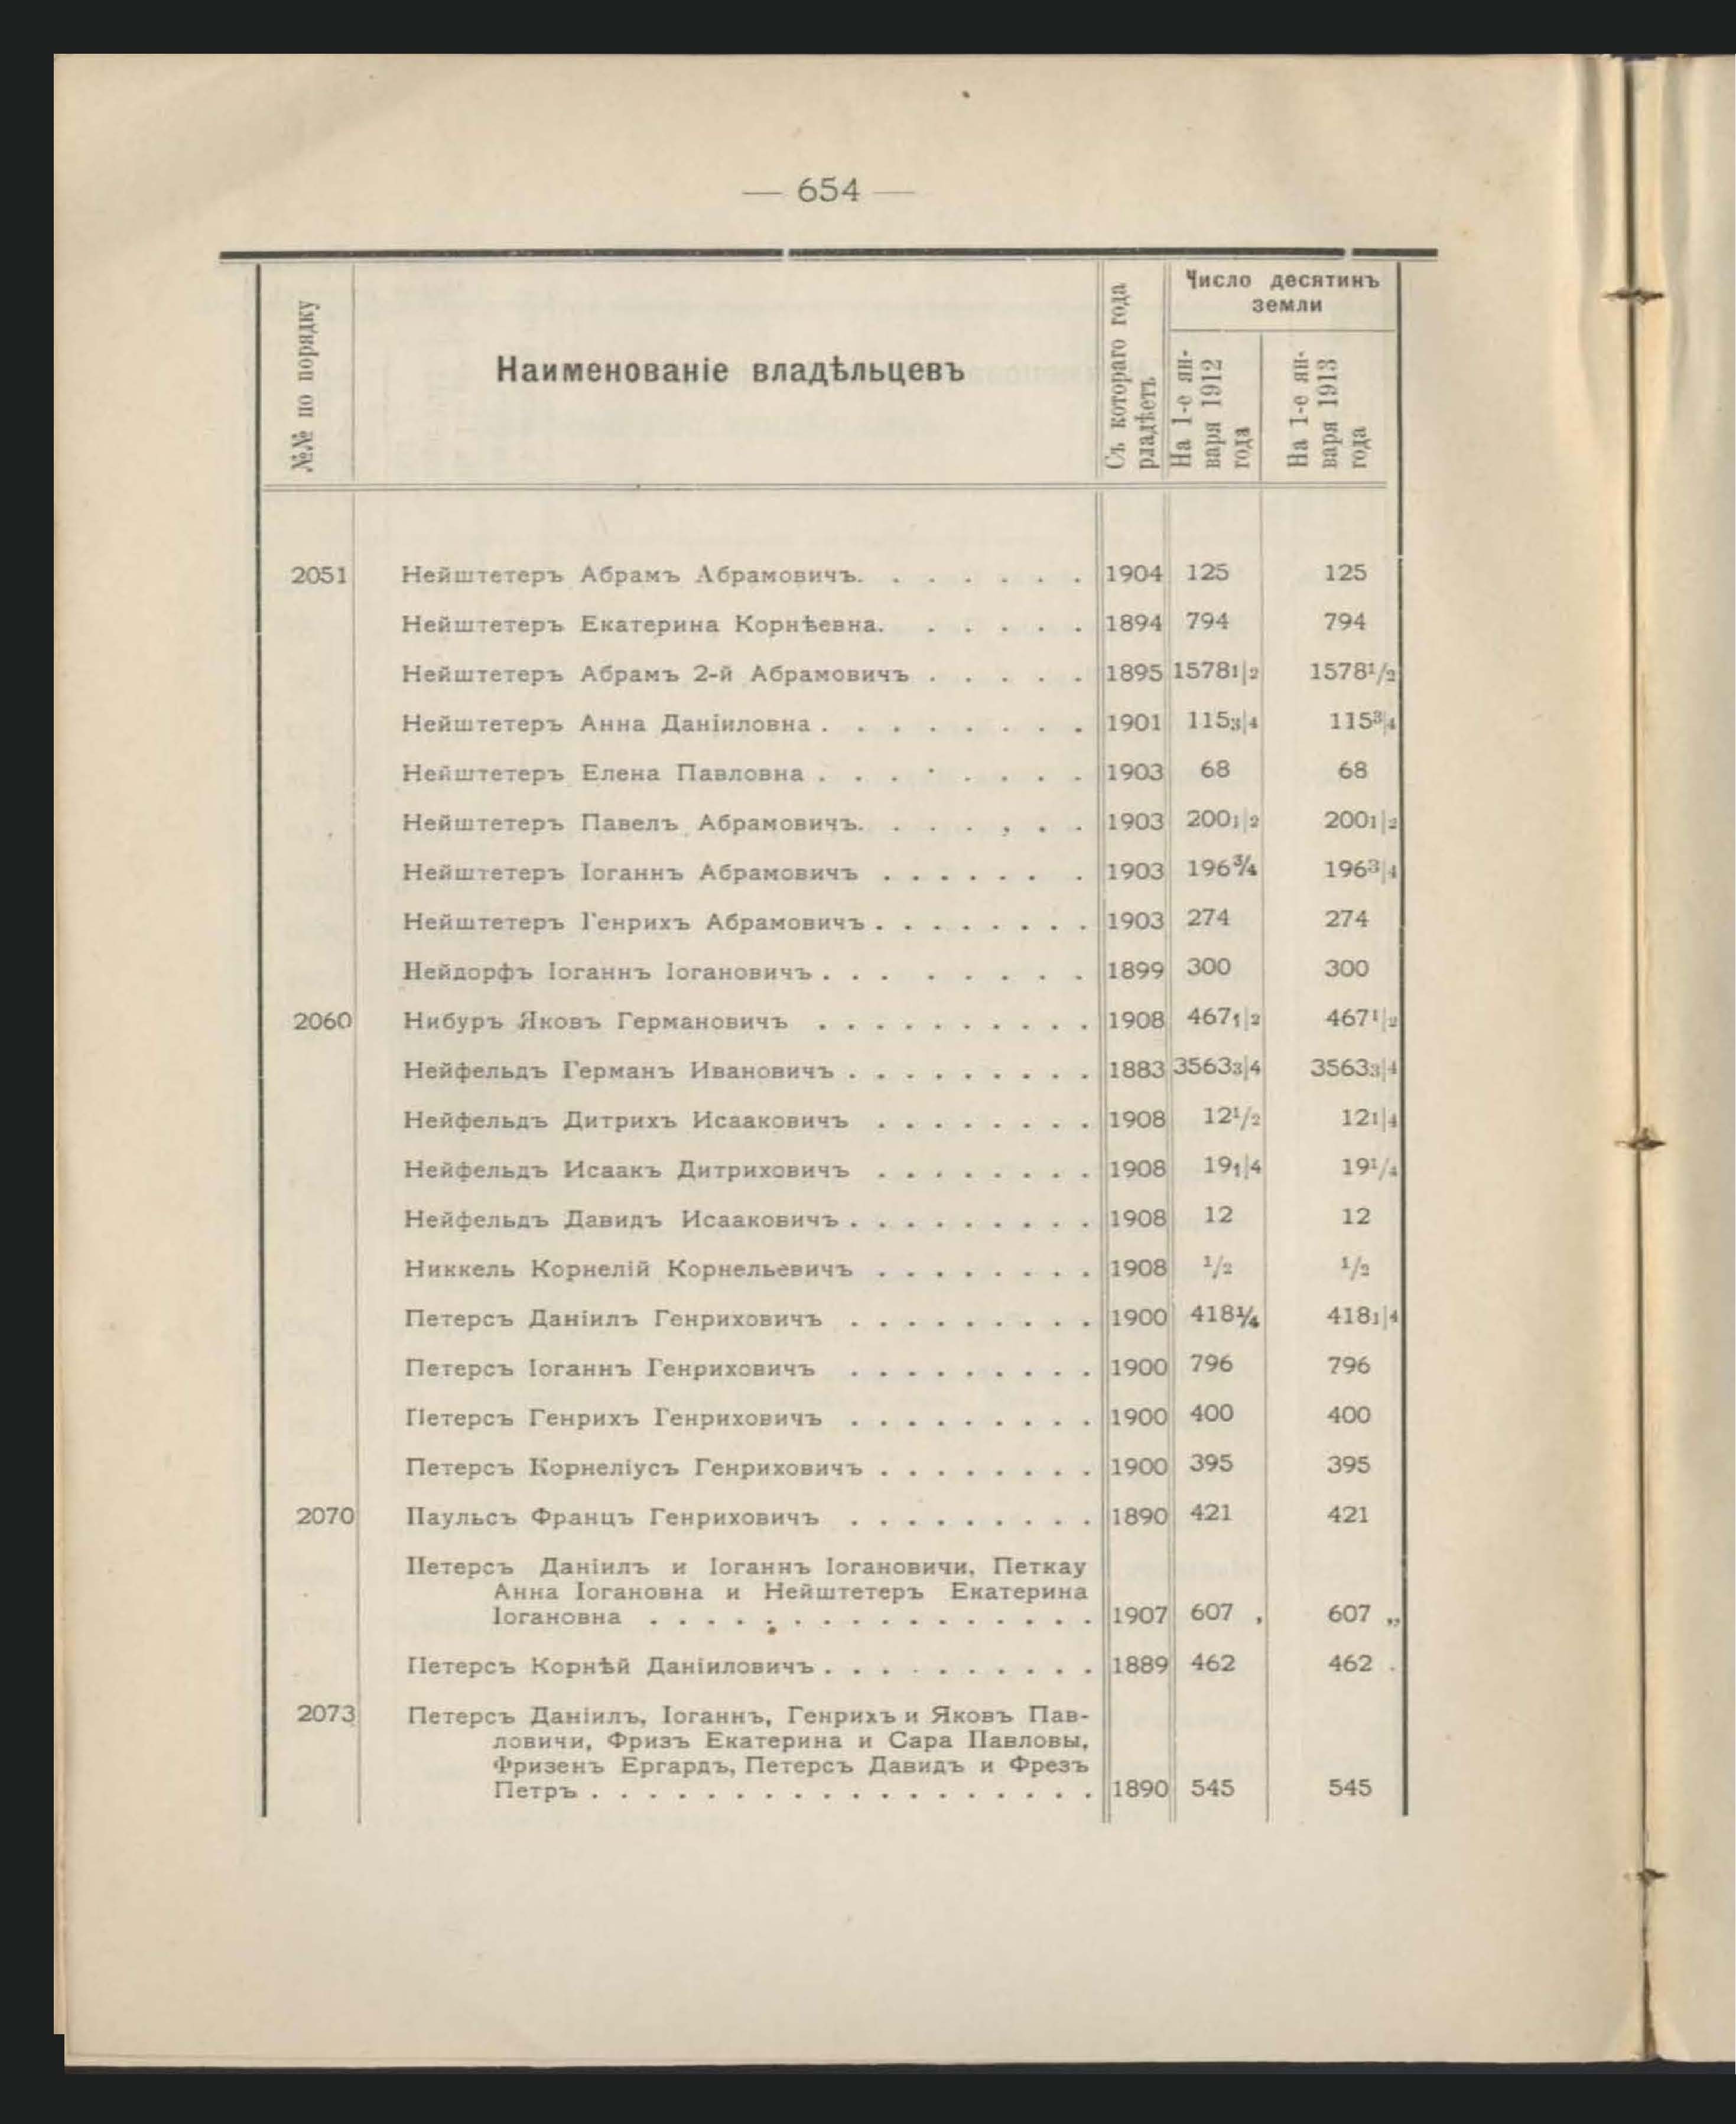 — 654 —
№№ по порядку
Наименованіе владѣльцевъ
Съ котораго года
рладѣетъ
Число десятинъ
земли
На 1-е ян-
варя 1912
года
На 1-е ян-
варя 1913
года
2051 Нейштетеръ Абрамъ Абрамовичъ. . . . . . . 1904 125 125
Нейштетеръ Екатерина Корнѣевна. . . . . . 1894 794 794
Нейштетеръ Абрамъ 2-й Абрамовичъ . . . . . 1895 15781|2 15781/2
Нейштетеръ Анна Даніиловна . . . . . . . . 1901 1153|4 1153|4
Нейштетеръ Елена Павловна . . . . . . . . 1903 68 68
Нейштетеръ Павелъ Абрамовичъ. . . . , . . 1903 2001|2 2001|2
Нейштетеръ Іоганнъ Абрамовичъ . . . . . . . 1903 196¾ 1963|4
Нейштетеръ Генрихъ Абрамовичъ . . . . . . . . 1903 274 274
Нейдорфъ Іоганнъ Іогановичъ . . . . . . . . . 1899 300 300
2060 Нибуръ Яковъ Германовичъ . . . . . . . . . . 1908 4671|2 4671|2
Нейфельдъ Германъ Ивановичъ . . . . . . . . . 1883 35633|4 35633|4
Нейфельдъ Дитрихъ Исааковичъ . . . . . . . . 1908 121/2 121|4
Нейфельдъ Исаакъ Дитриховичъ . . . . . . . . 1908 191|4 191/4
Нейфельдъ Давидъ Исааковичъ . . . . . . . . . 1908 12 12
Никкель Корнелій Корнельевичъ . . . . . . . . 1908 1/2 1/2
Петерсъ Даніилъ Генриховичъ . . . . . . . . . 1900 418¼ 4181|4
Петерсъ Іоганнъ Генриховичъ . . . . . . . . . 1900 796 796
Петерсъ Генрихъ Генриховичъ . . . . . . . . . 1900 400 400
Петерсъ Корнеліусъ Генриховичъ . . . . . . . . 1900 395 395
2070 Паульсъ Францъ Генриховичъ . . . . . . . . . 1890 421 421
Петерсъ Даніилъ и Іоганнъ Іогановичи, Петкау
Анна Іогановна и Нейштетеръ Екатерина
Іогановна . . . . . . . . . . . . . . . . 1907 607 , 607 „
Петерсъ Корнѣй Даніиловичъ . . . . . . . . . . 1889 462 462 .
2073 Петерсъ Даніилъ, Іоганнъ, Генрихъ и Яковъ Пав-
ловичи, Фризъ Екатерина и Сара Павловы,
Фризенъ Ергардъ, Петерсъ Давидъ и Фрезъ
Петръ . . . . . . . . . . . . . . . . . . 1890 545 545